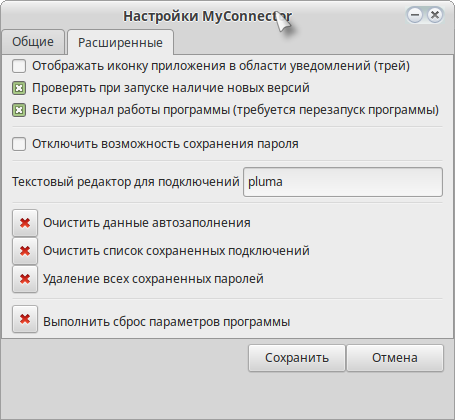 Настройки MyConnector
Общие
Расширенные
Отображать иконку приложения в области уведомлений (трей)
Проверять при запуске наличие новых версий
Вести журнал работы программы (требуется перезапуск программы)
Отключить возможность сохранения пароля
Текстовый редактор для подключений
pluma
Очистить данные автозаполнения
Очистить список сохраненных подключений
Удаление всех сохраненных паролей
Выполнить сброс параметров программы
Сохранить
Отмена